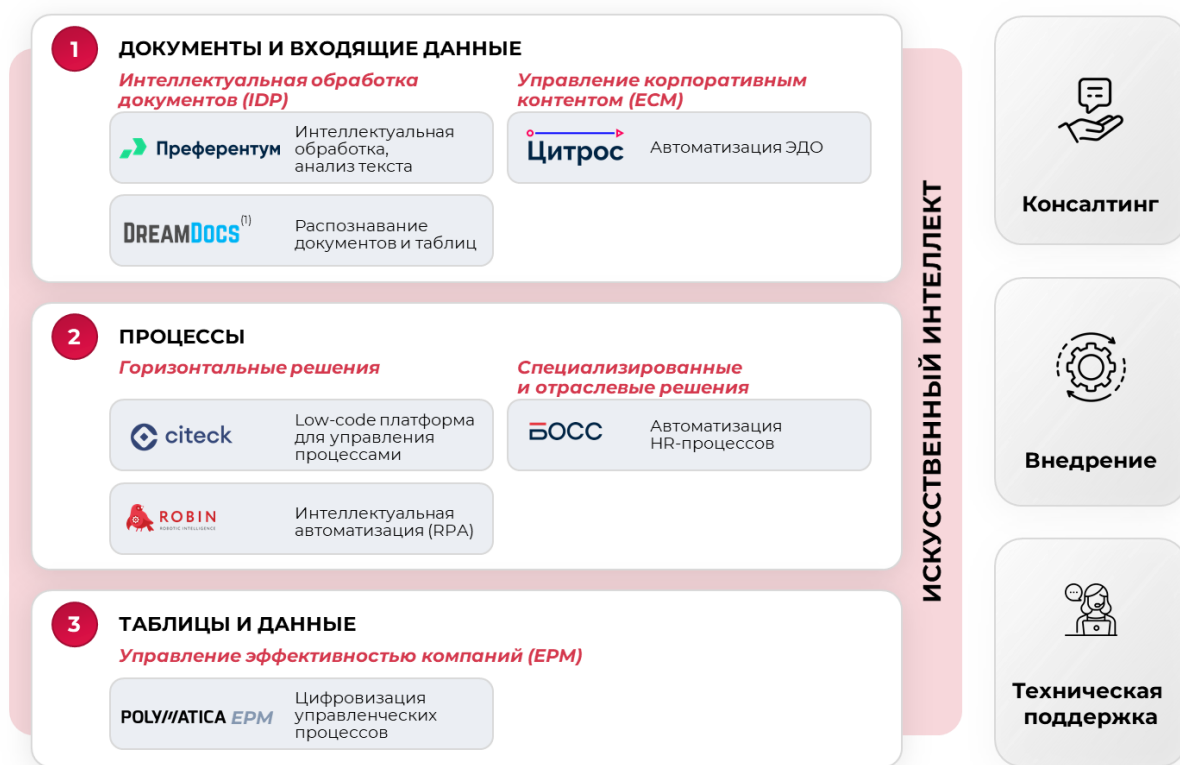 1
ДОКУМЕНТЫ И ВХОДЯЩИЕ ДАННЫЕ
Интеллектуальная обработка
документов (IDP)
Преферентум
Интеллектуальная
обработка,
анализ текста
DREAMDOCS(1)
Распознавание
документов и таблиц
Управление корпоративным
контентом (ECM)
Цитрос
Автоматизация ЭДО
2
ПРОЦЕССЫ
Горизонтальные решения
citeck
Low-code платформа
для управления
процессами
ROBIN
ROBOTIC INTELLIGENCE
Интеллектуальная
автоматизация (RPA)
Специализированные
и отраслевые решения
БОСС
Автоматизация
HR-процессов
3
ТАБЛИЦЫ И ДАННЫЕ
Управление эффективностью компаний (EPM)
POLYMATICA EPM
Цифровизация
управленческих
процессов
ИСКУССТВЕННЫЙ ИНТЕЛЛЕКТ
Консалтинг
Внедрение
Техническая
поддержка